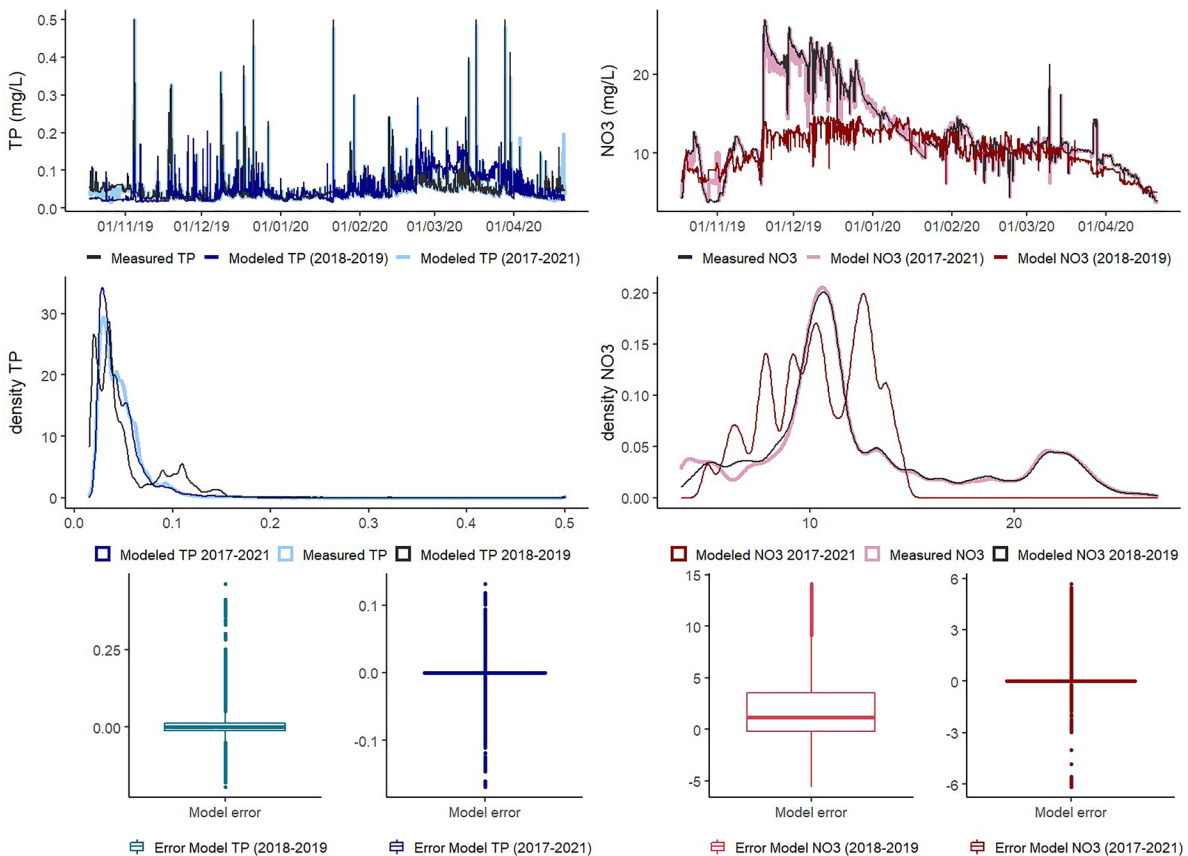 TP (mg/L)
0.5
0.4
0.3
0.2
0.1
0.0
01/11/19 01/12/19 01/01/20 01/02/20 01/03/20 01/04/20
Measured TP Modeled TP (2018-2019) Modeled TP (2017-2021)
NO3 (mg/L)
20
10
01/11/19 01/12/19 01/01/20 01/02/20 01/03/20 01/04/20
Measured NO3 Model NO3 (2017-2021) Model NO3 (2018-2019)
density TP
30
20
10
0
0.0 0.1 0.2 0.3 0.4 0.5
Modeled TP 2017-2021 Measured TP Modeled TP 2018-2019
density NO3
0.20
0.15
0.10
0.05
0.00
10 20
Modeled NO3 2017-2021 Measured NO3 Modeled NO3 2018-2019
0.25
0.00
Model error
Error Model TP (2018-2019
0.1
0.0
-0.1
Model error
Error Model TP (2017-2021)
15
10
5
0
-5
Model error
Error Model NO3 (2018-2019
6
3
0
-3
-6
Model error
Error Model NO3 (2017-2021)